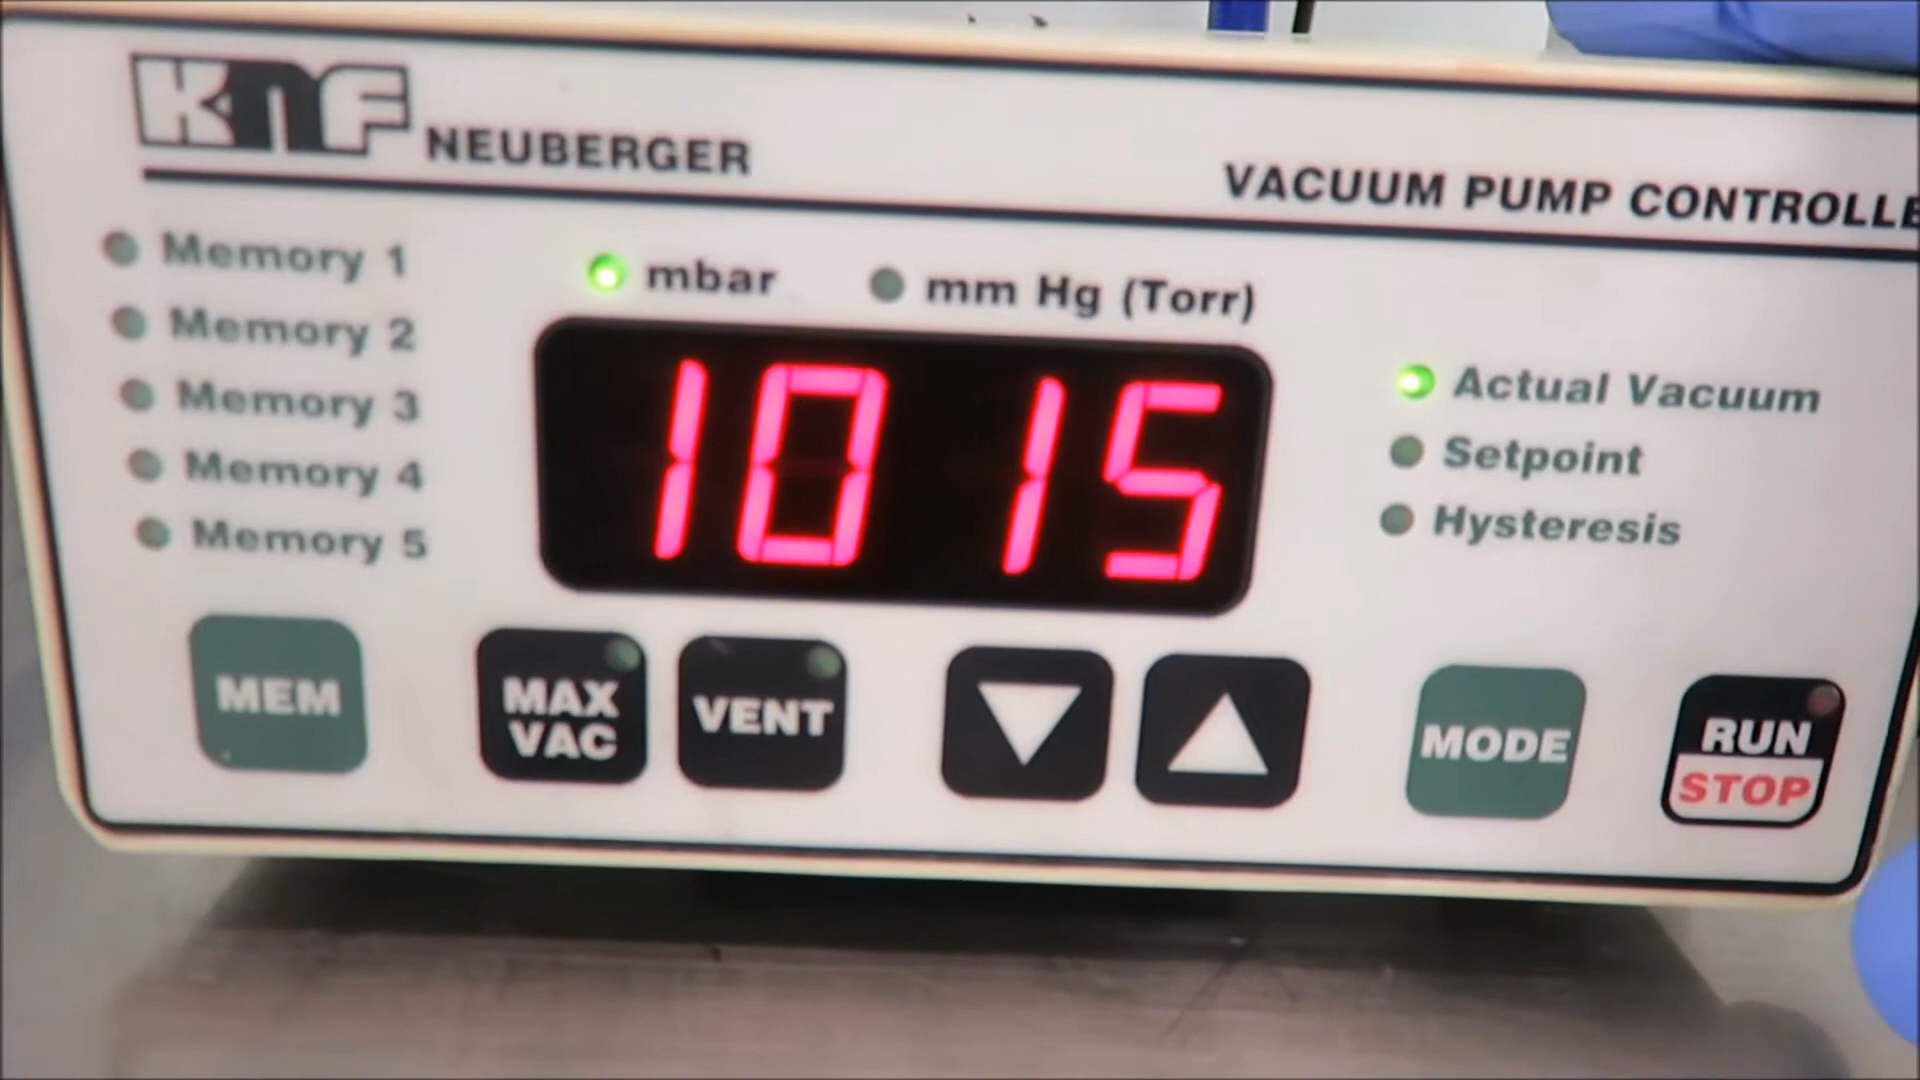 KNF NEUBERGER
VACUUM PUMP CONTROLLE
Memory 1
Memory 2
Memory 3
Memory 4
Memory 5
mbar
mm Hg (Torr)
1015
Actual Vacuum
Setpoint
Hysteresis
MEM
MAX
VAC
VENT
MODE
RUN
STOP